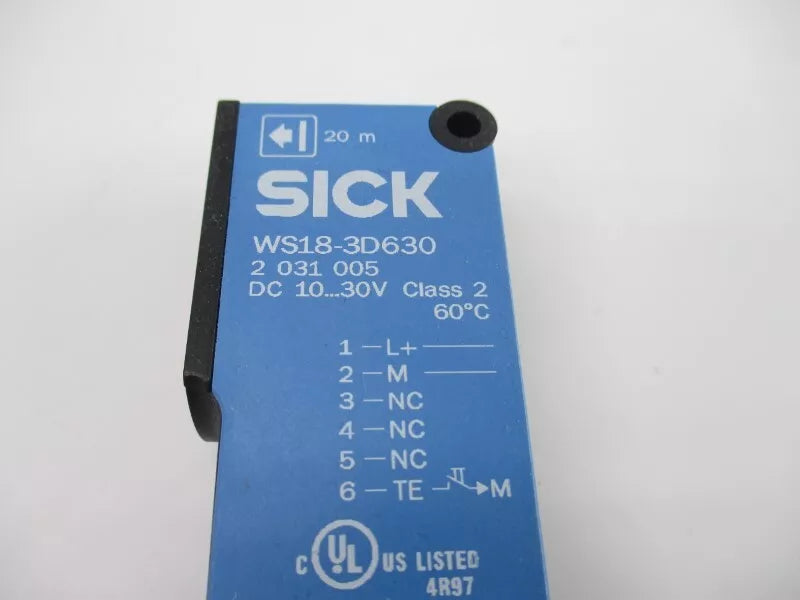 20 m
SICK
WS18-3D630
2 031 005
DC 10...30V Class 2
60°C
1 – L+
2 – M
3 – NC
4 – NC
5 – NC
6 – TE M
C UL US LISTED
4R97